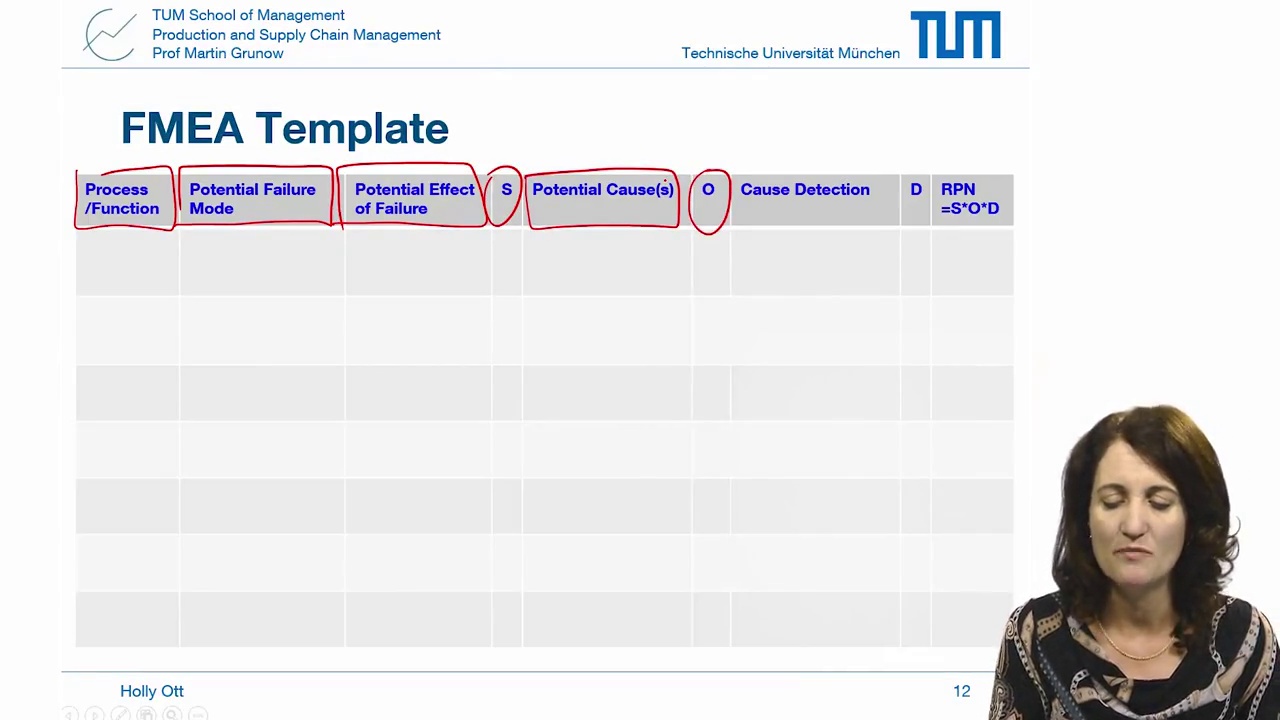 TUM School of Management
Production and Supply Chain Management
Prof Martin Grunow
Technische Universität München
TUM
FMEA Template
Process
/Function
Potential Failure
Mode
Potential Effect
of Failure
S
Potential Cause(s)
O
Cause Detection
D
RPN
=S*O*D
Holly Ott
12